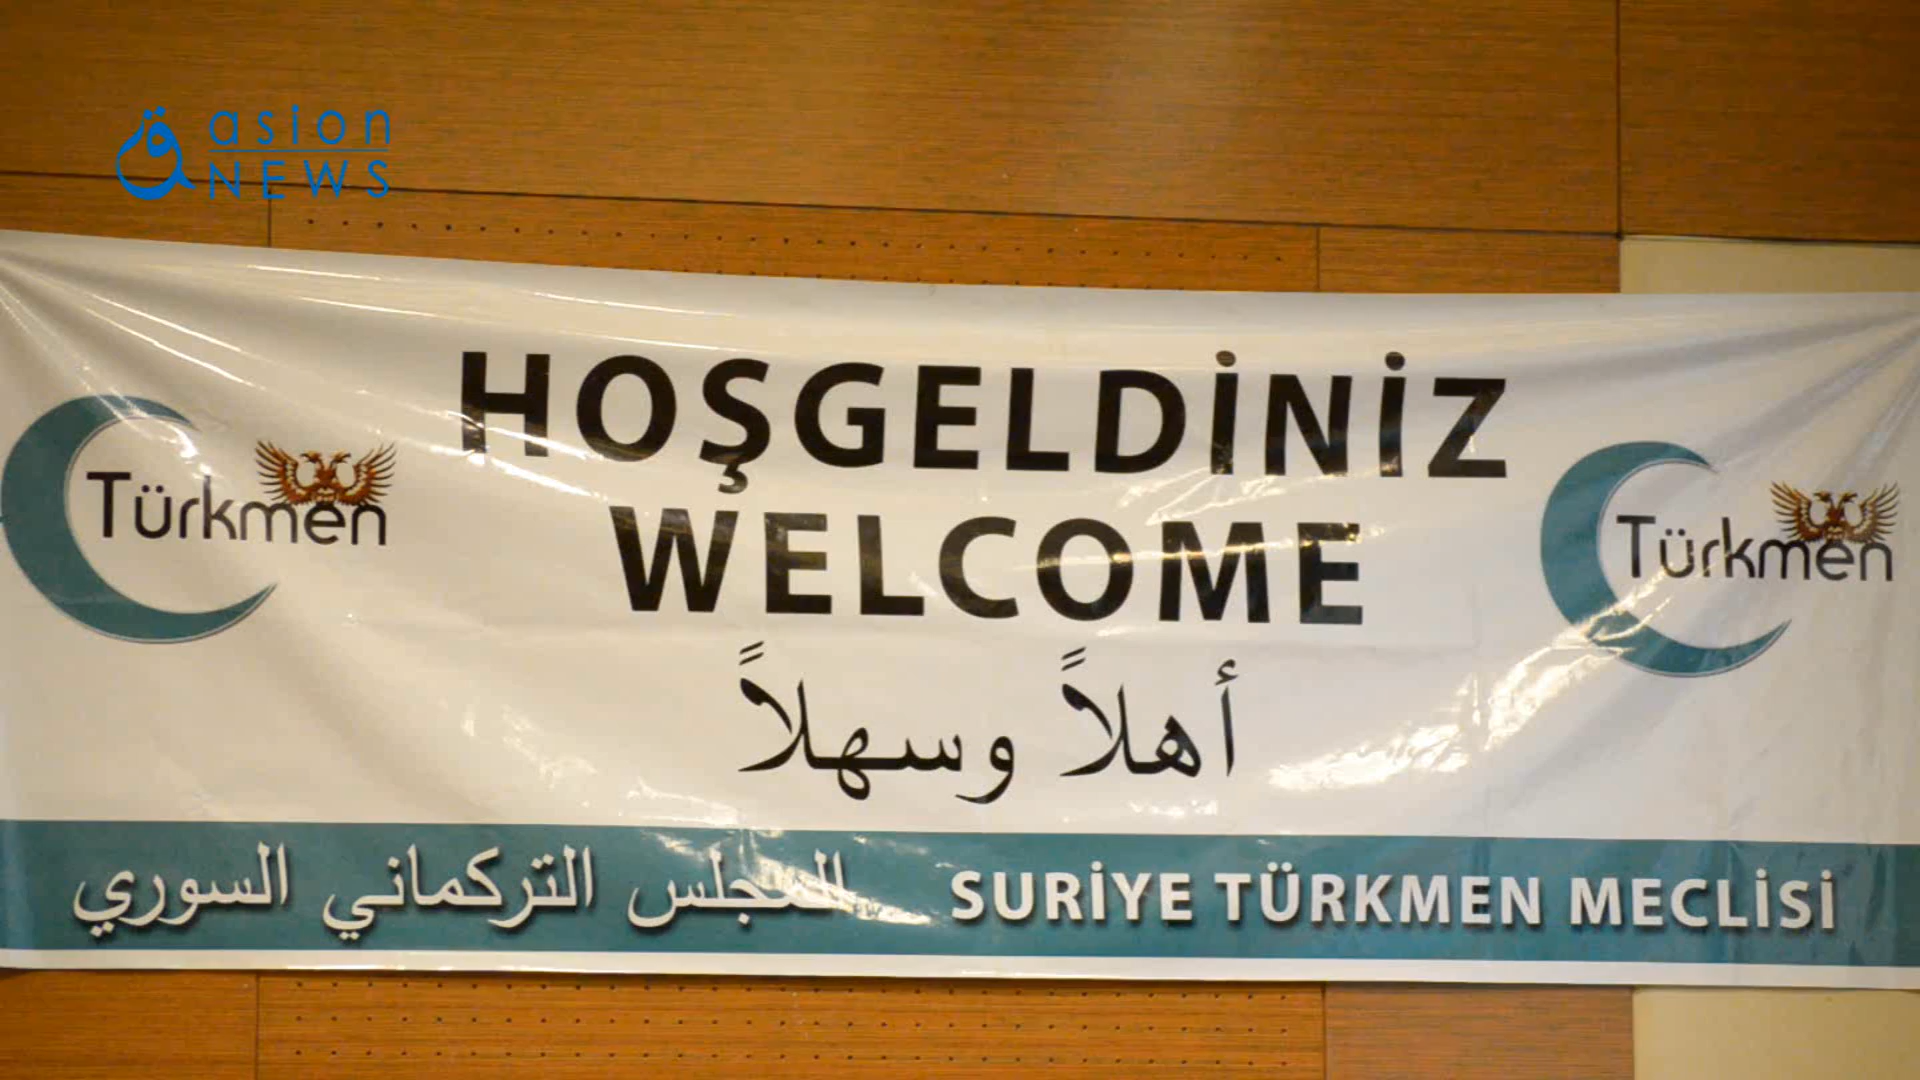 asion
NEWS
HOŞGELDİNİZ
WELCOME
أهلاً وسهلاً
Türkmen
Türkmen
المجلس التركماني السوري SURİYE TÜRKMEN MECLİSİ